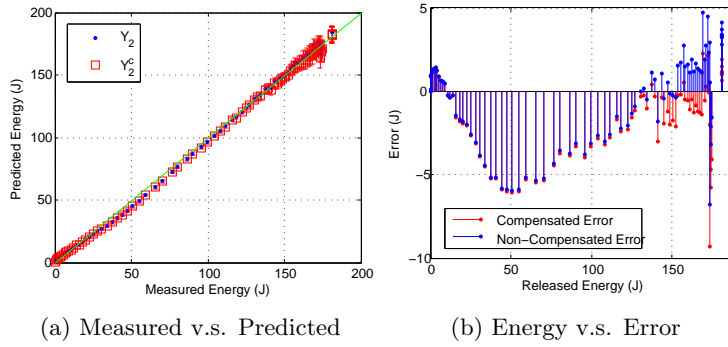 200
150
100
50
0
Predicted Energy (J)
Y2
Y2c
0 50 100 150 200
Measured Energy (J)
(a) Measured v.s. Predicted
5
0
−5
−10
Error (J)
Compensated Error
Non−Compensated Error
0 50 100 150
Released Energy (J)
(b) Energy v.s. Error